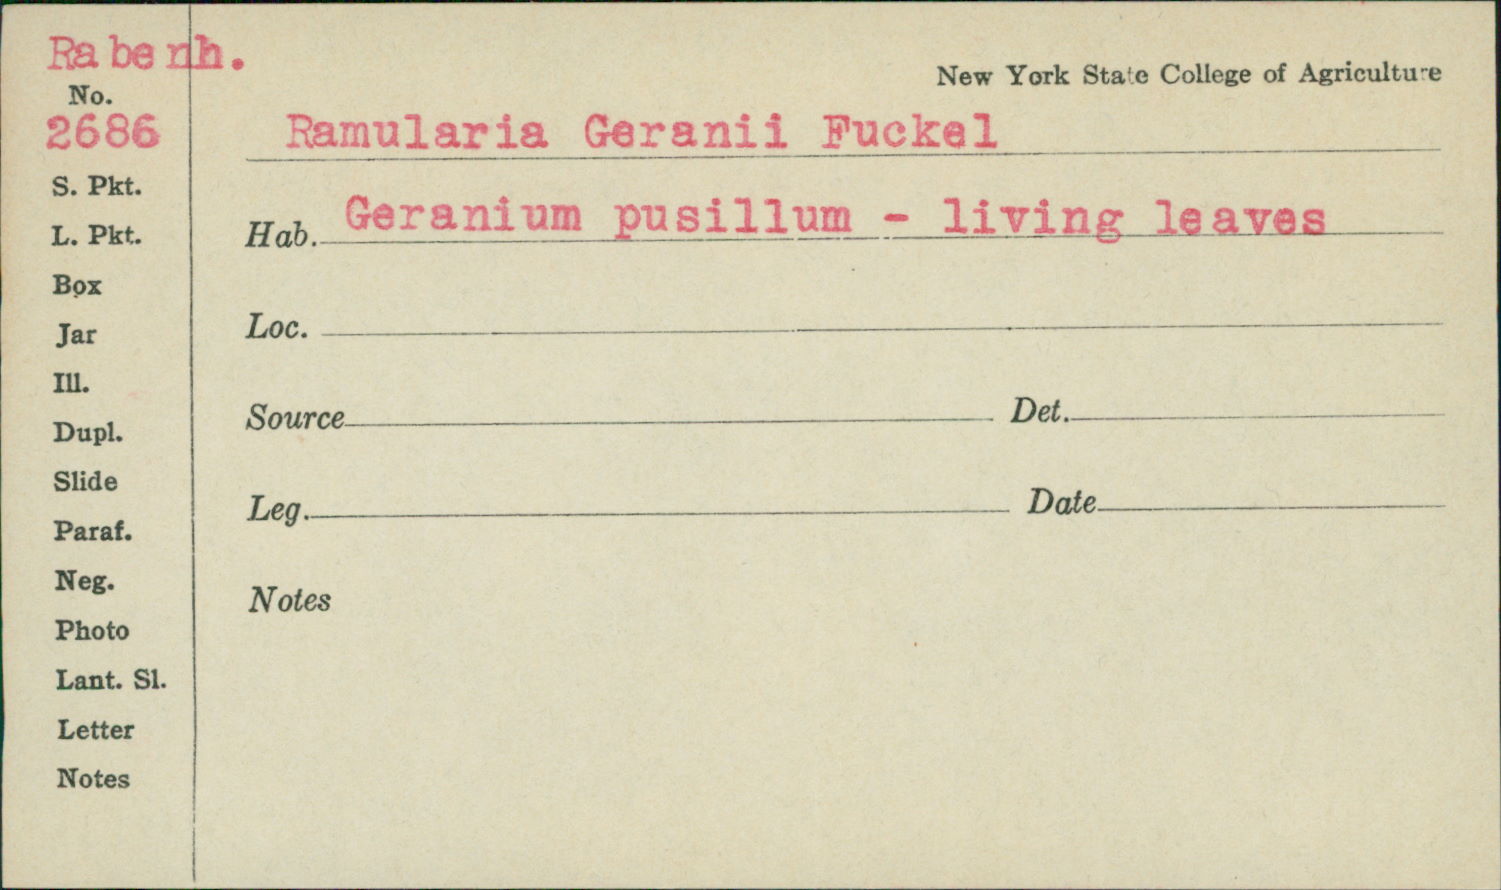 Rabenh.
New York State College of Agriculture
No.
2686
Ramularia Geranii Fuckel
S. Pkt.
Hab. Geranium pusillum - living leaves
L. Pkt.
Box
Loc.
Jar
Ill.
Source Det.
Dupl.
Slide
Leg. Date
Paraf.
Neg.
Notes
Photo
Lant. Sl.
Letter
Notes